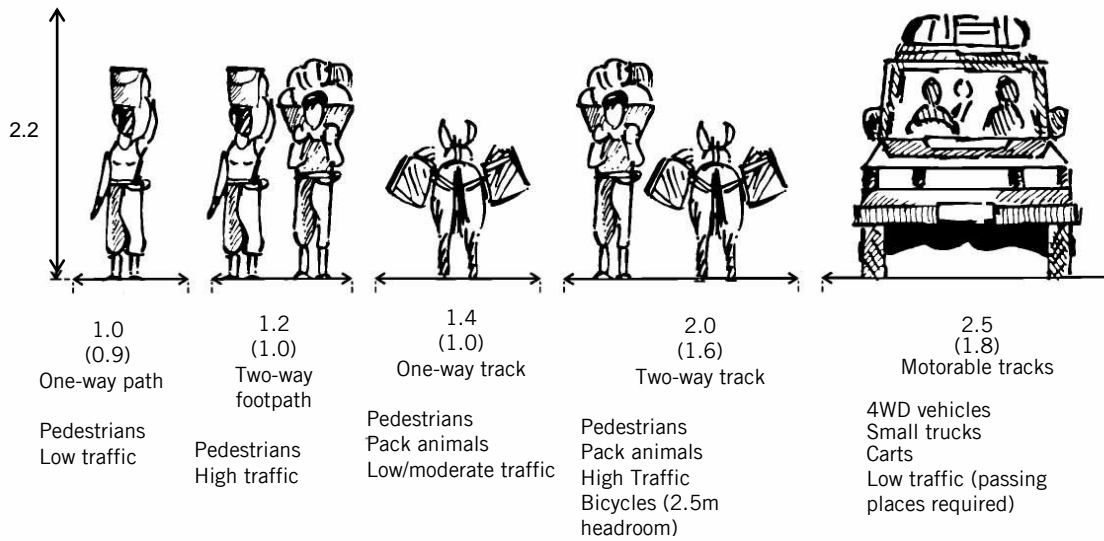 2.2
1.0
(0.9)
One-way path
Pedestrians
Low traffic
1.2
(1.0)
Two-way
footpath
Pedestrians
High traffic
1.4
(1.0)
One-way track
Pedestrians
Pack animals
Low/moderate traffic
2.0
(1.6)
Two-way track
Pedestrians
Pack animals
High Traffic
Bicycles (2.5m
headroom)
2.5
(1.8)
Motorable tracks
4WD vehicles
Small trucks
Carts
Low traffic (passing
places required)